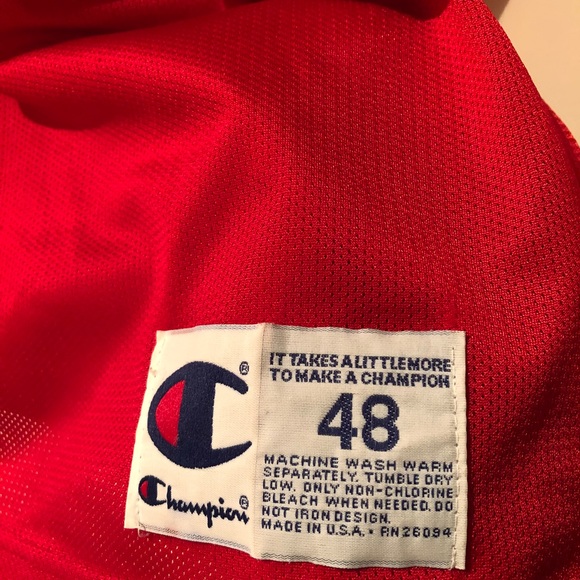 C®
Champion®
IT TAKES A LITTLE MORE
TO MAKE A CHAMPION
48
MACHINE WASH WARM
SEPARATELY. TUMBLE DRY
LOW. ONLY NON-CHLORINE
BLEACH WHEN NEEDED. DO
NOT IRON DESIGN.
MADE IN U.S.A. • RN 26094